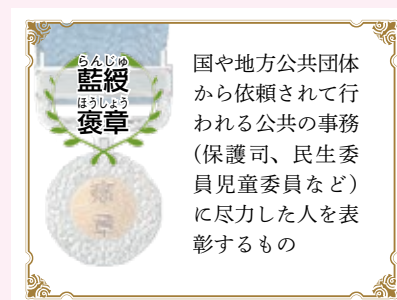 らんじゅ
藍綬
ほうしょう
褒章
国や地方公共団体
から依頼されて行
われる公共の事務
(保護司、民生委
員児童委員など)
に尽力した人を表
彰するもの